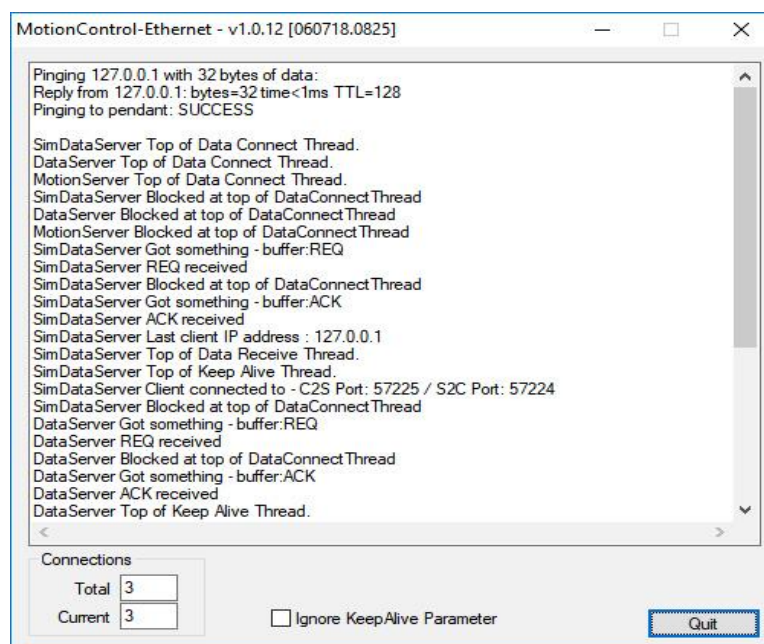 MotionControl-Ethernet - v1.0.12 [060718.0825]
Pinging 127.0.0.1 with 32 bytes of data:
Reply from 127.0.0.1: bytes=32 time<1ms TTL=128
Pinging to pendant: SUCCESS
SimDataServer Top of Data Connect Thread.
DataServer Top of Data Connect Thread.
MotionServer Top of Data Connect Thread.
SimDataServer Blocked at top of DataConnectThread
DataServer Blocked at top of DataConnectThread
MotionServer Blocked at top of DataConnectThread
SimDataServer Got something - buffer:REQ
SimDataServer REQ received
SimDataServer Blocked at top of DataConnectThread
SimDataServer Got something - buffer:ACK
SimDataServer ACK received
SimDataServer Last client IP address : 127.0.0.1
SimDataServer Top of Data Receive Thread.
SimDataServer Top of Keep Alive Thread.
SimDataServer Client connected to - C2S Port: 57225 / S2C Port: 57224
SimDataServer Blocked at top of DataConnectThread
DataServer Got something - buffer:REQ
DataServer REQ received
DataServer Blocked at top of DataConnectThread
DataServer Got something - buffer:ACK
DataServer ACK received
DataServer Top of Keep Alive Thread.
Connections
Total 3
Current 3
Ignore KeepAlive Parameter
Quit